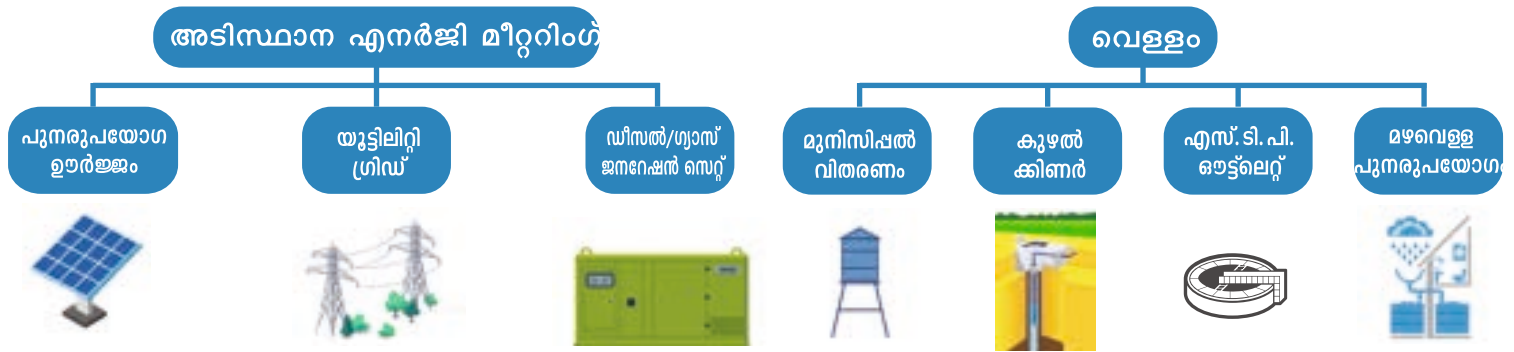 അടിസ്ഥാന എനർജി മീറ്ററിംഗ്
പുനരുപയോഗ
ഊർജ്ജം
യൂട്ടിലിറ്റി
ഗ്രിഡ്
ഡീസൽ/ഗ്യാസ്
ജനറേഷൻ സെറ്റ്
വെള്ളം
മുനിസിപ്പൽ
വിതരണം
കുഴൽ
ക്കിണർ
എസ്.ടി.പി.
ഔട്ട്ലെറ്റ്
മഴവെള്ള
പുനരുപയോഗം